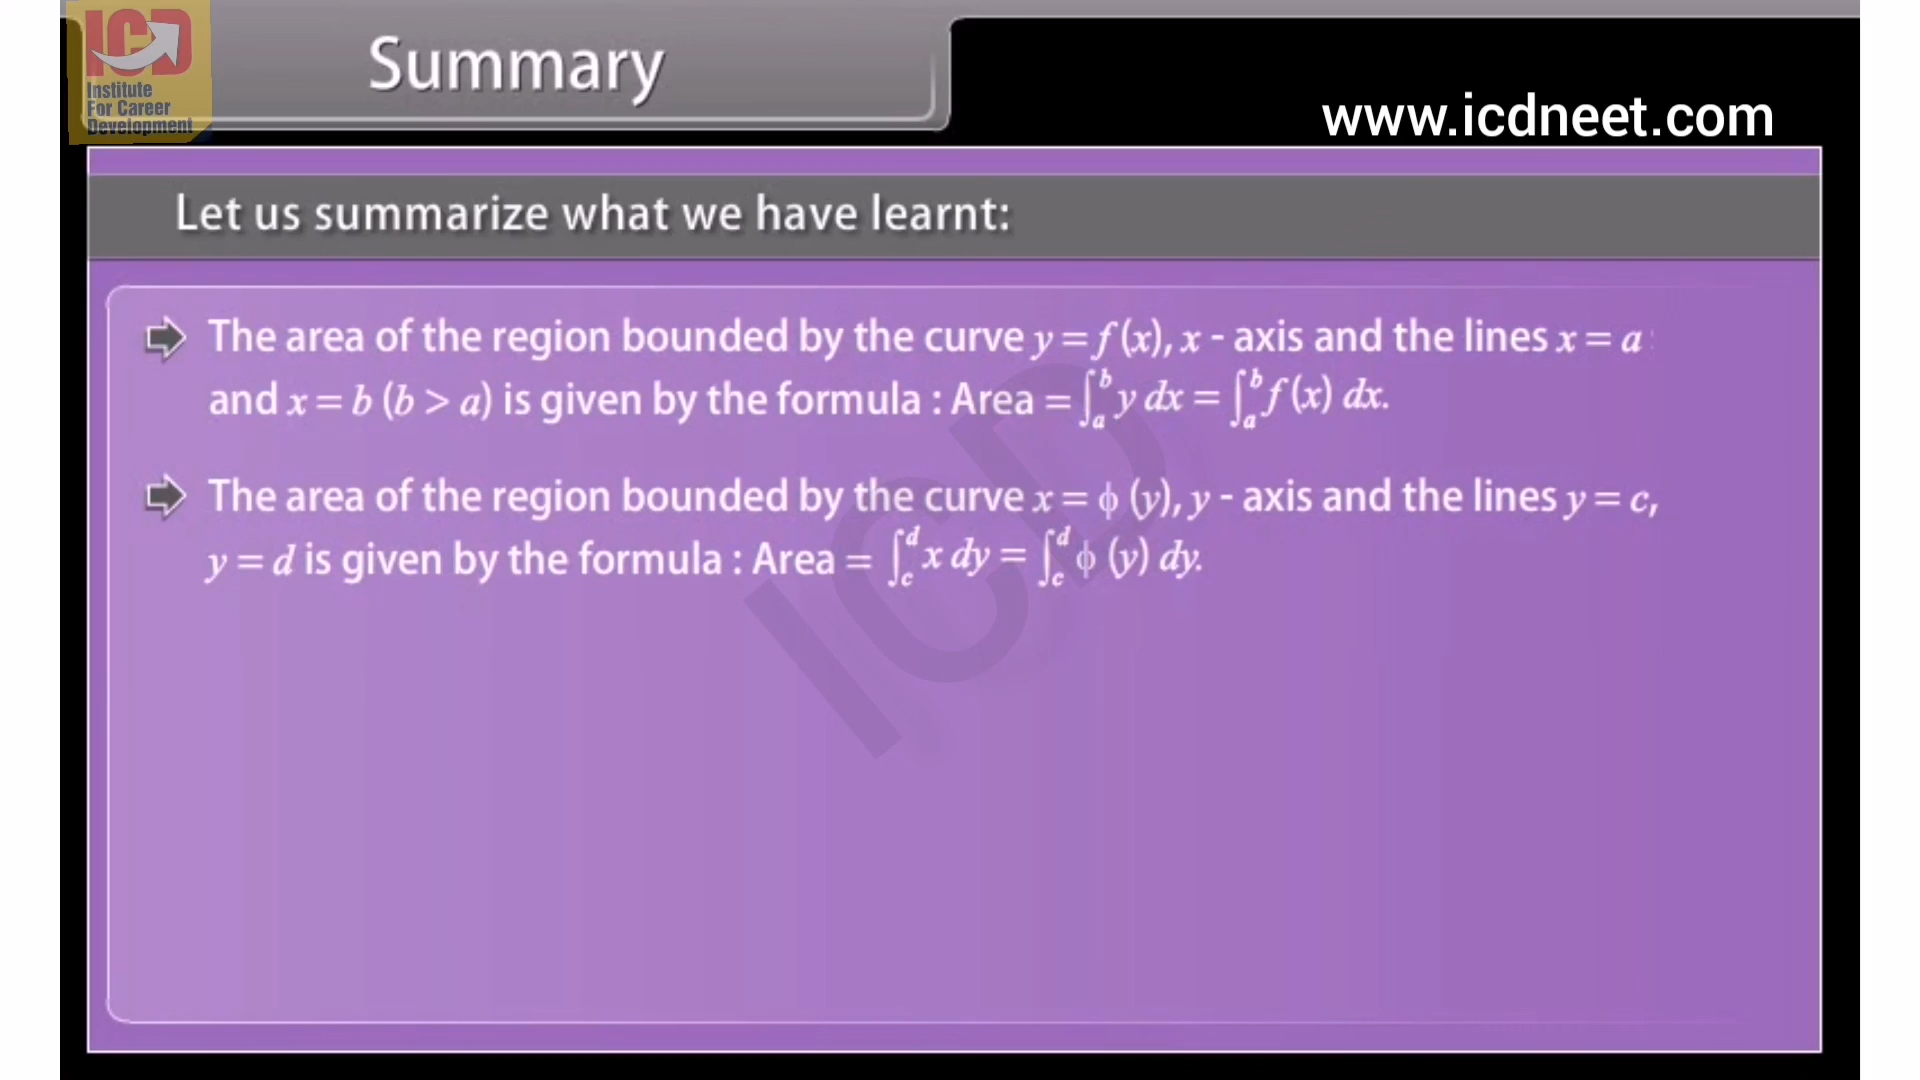 ICD
Institute
For Career
Development
Summary
www.icdneet.com
Let us summarize what we have learnt:
The area of the region bounded by the curve y = f (x), x - axis and the lines x = a
and x = b (b > a) is given by the formula : Area = ∫_a^b y dx = ∫_a^b f (x) dx.
The area of the region bounded by the curve x = ϕ (y), y - axis and the lines y = c,
y = d is given by the formula : Area = ∫_c^d x dy = ∫_c^d ϕ (y) dy.
ICD